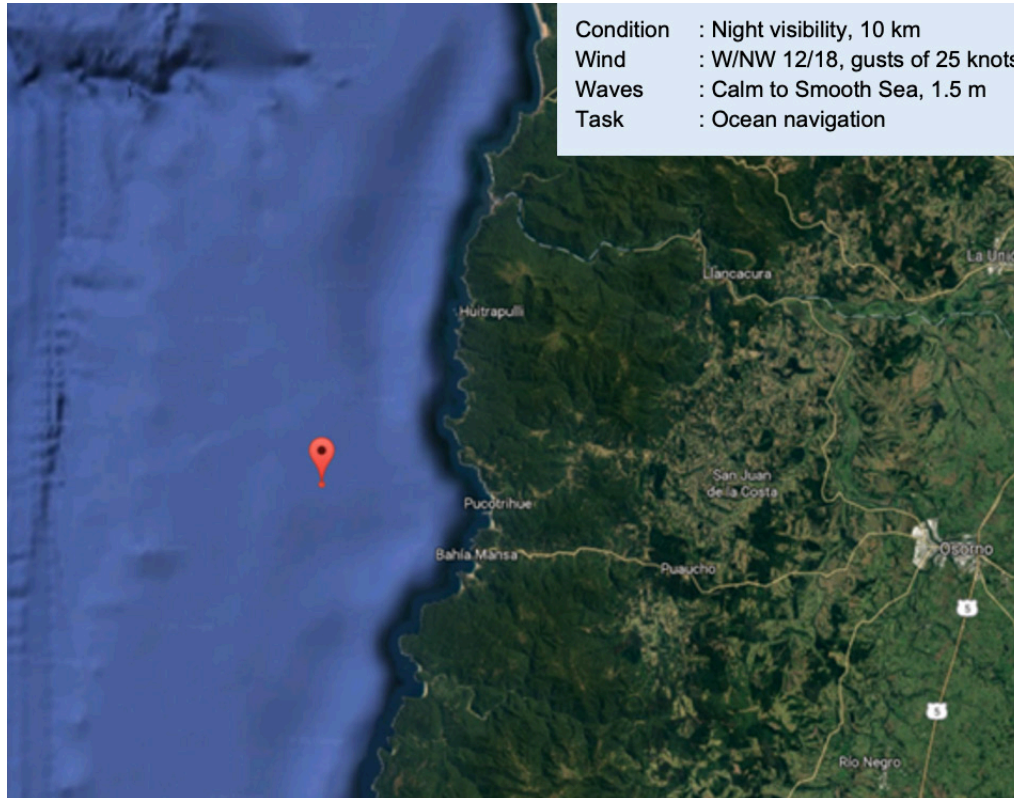 Condition : Night visibility, 10 km
Wind : W/NW 12/18, gusts of 25 knots
Waves : Calm to Smooth Sea, 1.5 m
Task : Ocean navigation
La Unió
Llancacura
Huitrapulli
San Juan
de la Costa
Pucotrihue
Bahía Mansa
Osorno
Puaucho
5
5
Río Negro